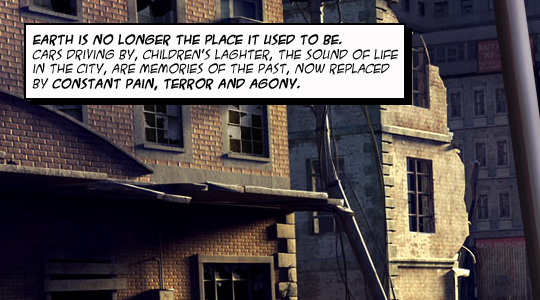 EARTH IS NO LONGER THE PLACE IT USED TO BE.
CARS DRIVING BY, CHILDREN'S LAGHTER, THE SOUND OF LIFE
IN THE CITY, ARE MEMORIES OF THE PAST, NOW REPLACED
BY CONSTANT PAIN, TERROR AND AGONY.